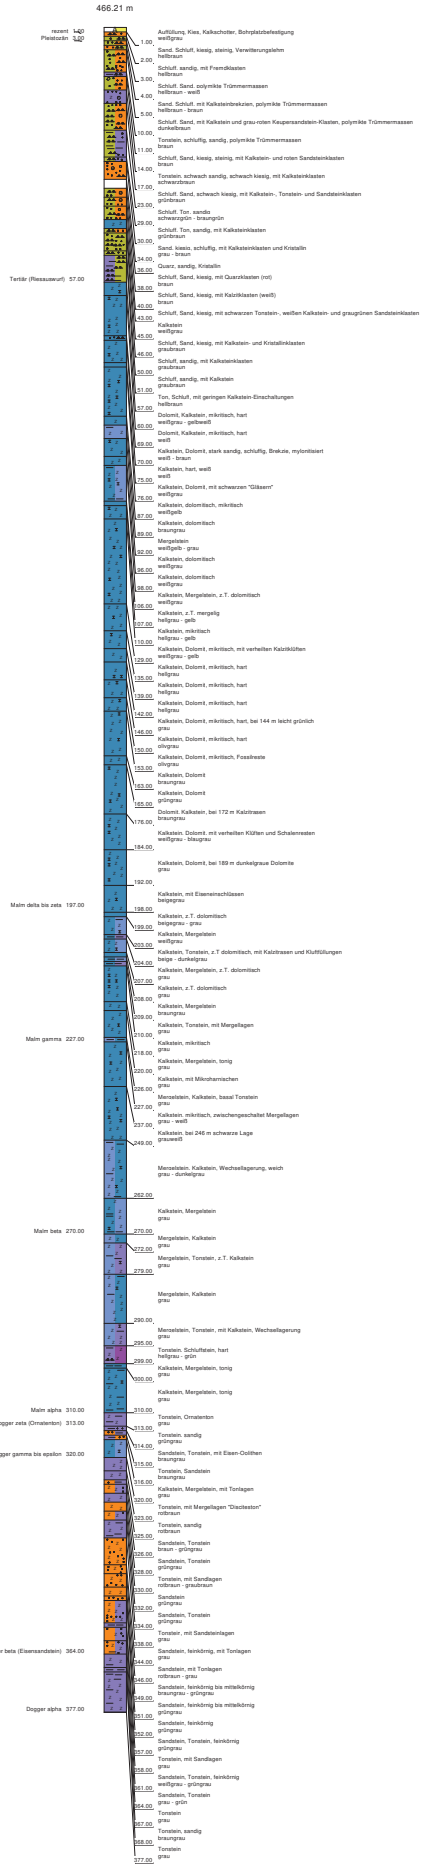 466.21 m
rezent 1.00
Pleistozän 3.00
Tertiär (Riesauswurf) 57.00
Malm delta bis zeta 197.00
Malm gamma 227.00
Malm beta 270.00
Malm alpha 310.00
ogger zeta (Ornatenton) 313.00
gger gamma bis epsilon 320.00
r beta (Eisensandstein) 364.00
Dogger alpha 377.00
Auffüllung, Kies, Kalkschotter, Bohrplatzbefestigung
weißgrau
1.00
Sand. Schluff, kiesig, steinig, Verwitterungslehm
hellbraun
2.00
Schluff. sandig, mit Fremdklasten
hellbraun
3.00
Schluff. Sand. polymikte Trümmermassen
hellbraun - weiß
4.00
Sand, Schluff, mit Kalksteinbrekzien, polymikte Trümmermassen
hellbraun - braun
5.00
Schluff, Sand, mit Kalkstein und grau-roten Keupersandstein-Klasten, polymikte Trümmermassen
dunkelbraun
10.00
Tonstein, schluffig, sandig, polymikte Trümmermassen
braun
11.00
Schluff, Sand, kiesig, steinig, mit Kalkstein- und roten Sandsteinklasten
braun
14.00
Tonstein, schwach sandig, schwach kiesig, mit Kalksteinklasten
schwarzbraun
17.00
Schluff. Sand, schwach kiesig, mit Kalkstein-, Tonstein- und Sandsteinklasten
grünbraun
23.00
Schluff. Ton. sandig
schwarzgrün - braungrün
29.00
Schluff. Ton, sandig, mit Kalksteinklasten
grünbraun
30.00
Sand. kiesig, schluffig, mit Kalksteinklasten und Kristallin
grau - braun
34.00
Quarz, sandig, Kristallin
36.00
Schluff, Sand, kiesig, mit Quarzklasten (rot)
braun
38.00
Schluff, Sand, kiesig, mit Kalzitklasten (weiß)
braun
40.00
Schluff, Sand, kiesig, mit schwarzen Tonstein-, weißen Kalkstein- und graugrünen Sandsteinklasten
43.00
Kalkstein
weißgrau
45.00
Schluff, Sand, kiesig, mit Kalkstein- und Kristallinklasten
graubraun
46.00
Schluff, sandig, mit Kalksteinklasten
graubraun
50.00
Schluff, sandig, mit Kalkstein
graubraun
51.00
Ton, Schluff, mit geringen Kalkstein-Einschaltungen
hellbraun
57.00
Dolomit, Kalkstein, mikritisch, hart
weißgrau - gelbweiß
60.00
Dolomit, Kalkstein, mikritisch, hart
weiß
69.00
Kalkstein, Dolomit, stark sandig, schluffig, Brekzie, mylonitisiert
weiß - braun
70.00
Kalkstein, hart, weiß
weiß
75.00
Kalkstein, Dolomit, mit schwarzen "Gläsern"
weißgrau
76.00
Kalkstein, dolomitisch, mikritisch
weißgelb
87.00
Kalkstein, dolomitisch
braungrau
89.00
Mergelstein
weißgelb - grau
92.00
Kalkstein, dolomitisch
weißgrau
96.00
Kalkstein, dolomitisch
weißgrau
98.00
Kalkstein, Mergelstein, z.T. dolomitisch
weißgrau
106.00
Kalkstein, z.T. mergelig
hellgrau - gelb
107.00
Kalkstein, mikritisch
hellgrau - gelb
110.00
Kalkstein, Dolomit, mikritisch, mit verheilten Kalzitklüften
weißgrau - gelb
129.00
Kalkstein, Dolomit, mikritisch, hart
hellgrau
135.00
Kalkstein, Dolomit, mikritisch, hart
hellgrau
139.00
Kalkstein, Dolomit, mikritisch, hart
hellgrau
142.00
Kalkstein, Dolomit, mikritisch, hart, bei 144 m leicht grünlich
grau
146.00
Kalkstein, Dolomit, mikritisch, hart
olivgrau
150.00
Kalkstein, Dolomit, mikritisch, Fossilreste
olivgrau
153.00
Kalkstein, Dolomit
braungrau
163.00
Kalkstein, Dolomit
grüngrau
165.00
Dolomit. Kalkstein, bei 172 m Kalzitrasen
braungrau
176.00
Kalkstein. Dolomit. mit verheilten Klüften und Schalenresten
weißgrau - blaugrau
184.00
Kalkstein, Dolomit, bei 189 m dunkelgraue Dolomite
grau
192.00
Kalkstein, mit Eiseneinschlüssen
beigegrau
198.00
Kalkstein, z.T. dolomitisch
beigegrau - grau
199.00
Kalkstein, Mergelstein
weißgrau
203.00
Kalkstein, Tonstein, z.T dolomitisch, mit Kalzitrasen und Kluftfüllungen
beige - dunkelgrau
204.00
Kalkstein, Mergelstein, z.T. dolomitisch
grau
207.00
Kalkstein, z.T. dolomitisch
grau
208.00
Kalkstein, Mergelstein
braungrau
209.00
Kalkstein, Tonstein, mit Mergellagen
grau
210.00
Kalkstein, mikritisch
grau
218.00
Kalkstein, Mergelstein, tonig
grau
220.00
Kalkstein, mit Mikroharnischen
grau
226.00
Mergelstein, Kalkstein, basal Tonstein
grau
227.00
Kalkstein. mikritisch, zwischengeschaltet Mergellagen
grau - weiß
237.00
Kalkstein, bei 246 m schwarze Lage
grauweiß
249.00
Mergelstein. Kalkstein, Wechsellagerung, weich
grau - dunkelgrau
262.00
Kalkstein, Mergelstein
grau
270.00
Mergelstein, Kalkstein
grau
272.00
Mergelstein, Tonstein, z.T. Kalkstein
grau
279.00
Mergelstein, Kalkstein
grau
290.00
Mergelstein, Tonstein, mit Kalkstein, Wechsellagerung
grau
295.00
Tonstein. Schluffstein, hart
hellgrau - grün
299.00
Kalkstein, Mergelstein, tonig
grau
300.00
Kalkstein, Mergelstein, tonig
grau
310.00
Tonstein, Ornatenton
grau
313.00
Tonstein, sandig
grüngrau
314.00
Sandstein, Tonstein, mit Eisen-Oolithen
braungrau
315.00
Tonstein, Sandstein
braungrau
316.00
Kalkstein, Mergelstein, mit Tonlagen
grau
320.00
Tonstein, mit Mergellagen "Disciteston"
rotbraun
323.00
Tonstein, sandig
rotbraun
325.00
Sandstein, Tonstein
braun - grüngrau
326.00
Sandstein, Tonstein
grüngrau
328.00
Tonstein, mit Sandlagen
rotbraun - graubraun
330.00
Sandstein
grüngrau
332.00
Sandstein, Tonstein
grüngrau
334.00
Tonstein, mit Sandsteinlagen
grau
338.00
Sandstein, feinkörnig, mit Tonlagen
grau
344.00
Sandstein, mit Tonlagen
rotbraun - grau
346.00
Sandstein, feinkörnig bis mittelkörnig
braungrau - grüngrau
349.00
Sandstein, feinkörnig bis mittelkörnig
grüngrau
351.00
Sandstein, feinkörnig
grüngrau
352.00
Sandstein, Tonstein, feinkörnig
grüngrau
357.00
Tonstein, mit Sandlagen
grau
358.00
Sandstein, Tonstein, feinkörnig
weißgrau - grüngrau
361.00
Sandstein, Tonstein
grau - grün
364.00
Tonstein
grau
367.00
Tonstein, sandig
braungrau
368.00
Tonstein
grau
377.00